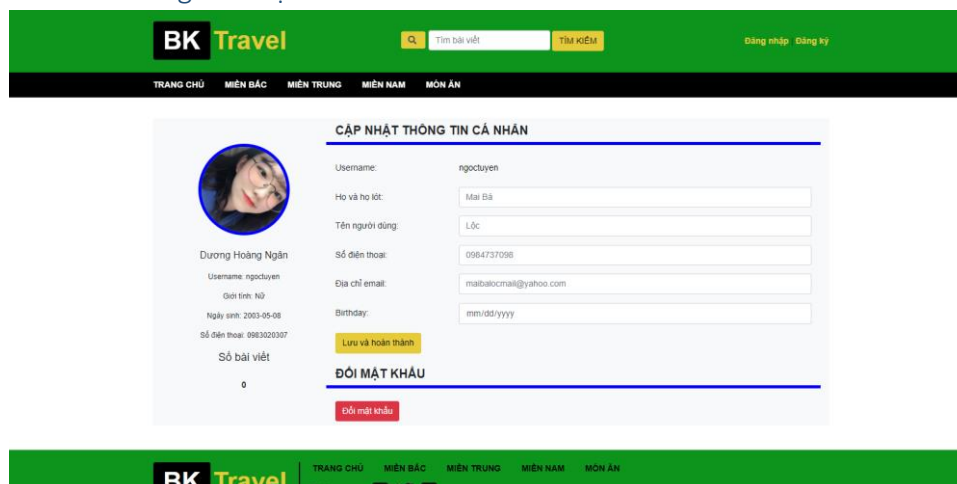 BK Travel
Tìm bài viết
TÌM KIẾM
Đăng nhập Đăng ký
TRANG CHỦ MIỀN BẮC MIỀN TRUNG MIỀN NAM MÓN ĂN
CẬP NHẬT THÔNG TIN CÁ NHÂN
Username: ngoctuyen
Họ và họ lót: Mai Bá
Tên người dùng: Lộc
Số điện thoại: 0984737098
Địa chỉ email: maibalocmail@yahoo.com
Birthday: mm/dd/yyyy
Lưu và hoàn thành
Dương Hoàng Ngân
Username: ngoctuyen
Giới tính: Nữ
Ngày sinh: 2003-05-08
Số điện thoại: 0983020307
Số bài viết
0
ĐỔI MẬT KHẨU
Đổi mật khẩu
BK Travel
TRANG CHỦ MIỀN BẮC MIỀN TRUNG MIỀN NAM MÓN ĂN